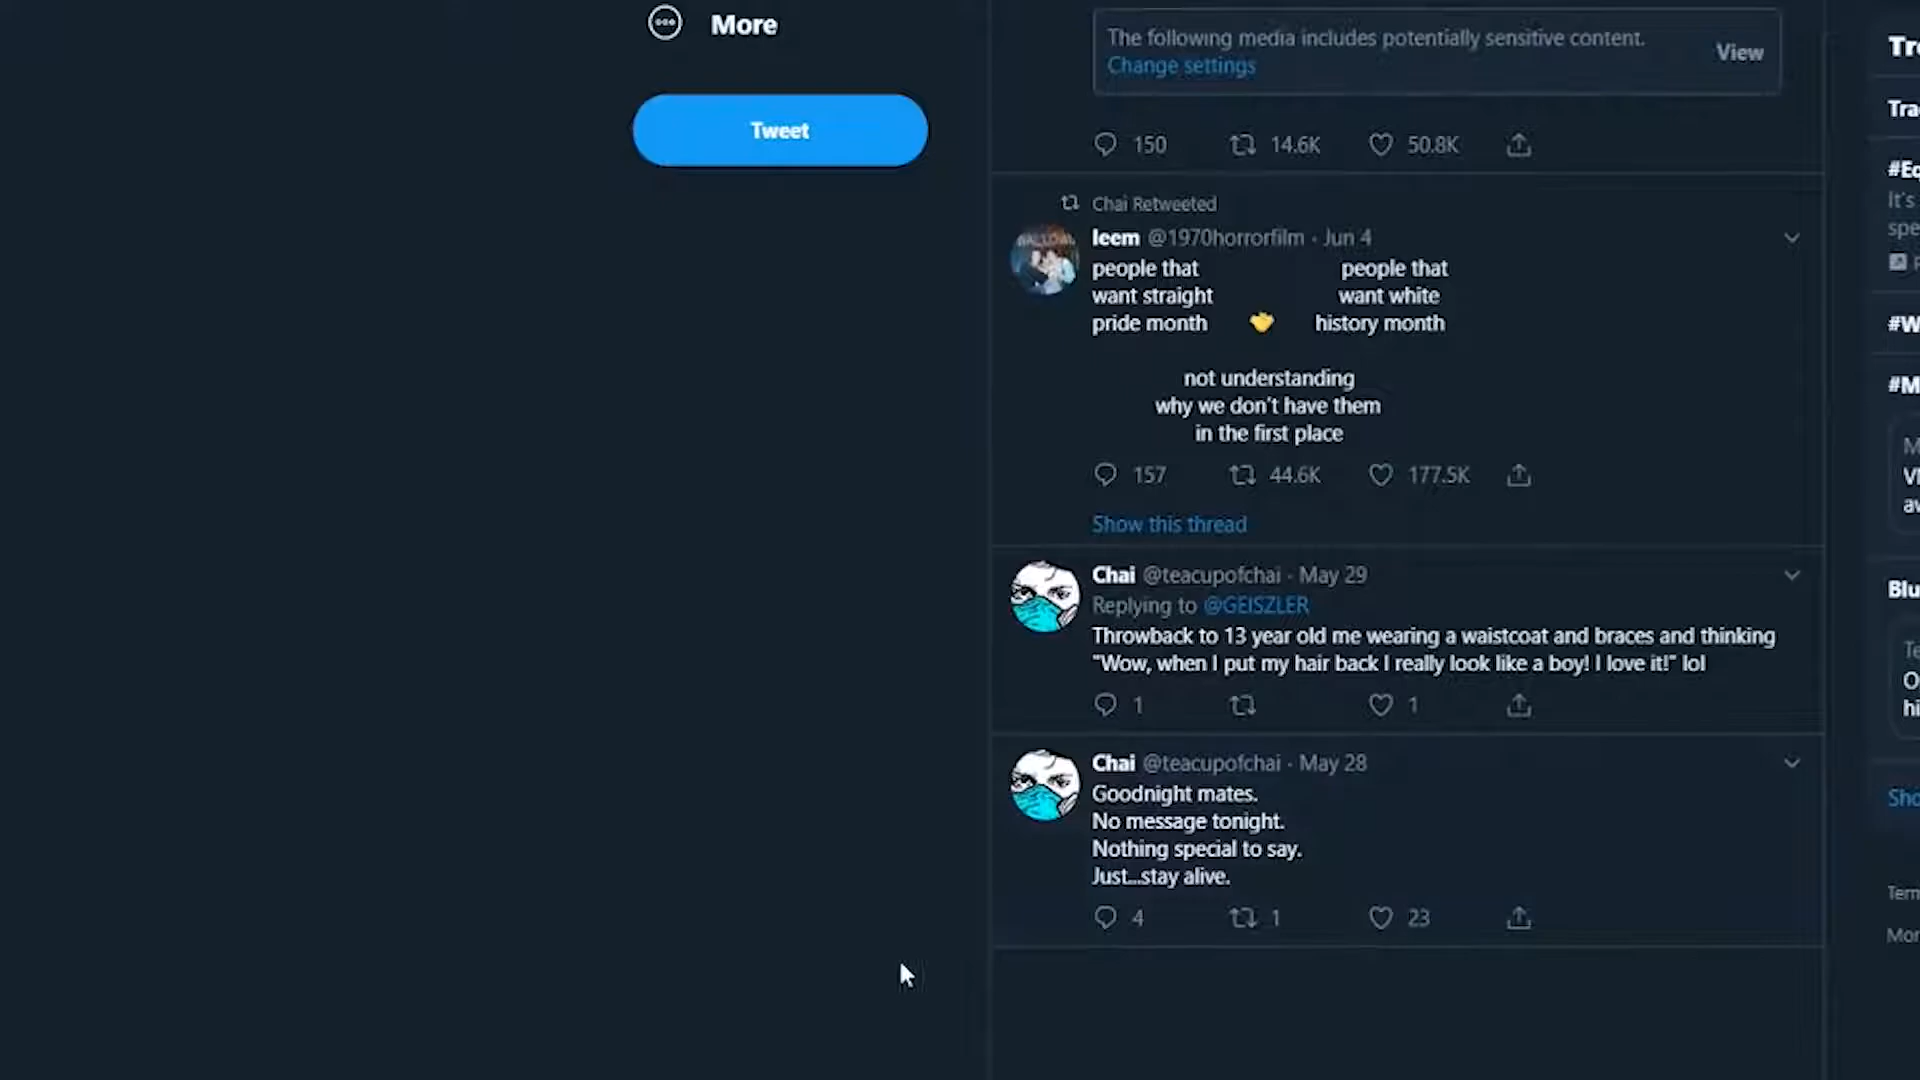 More
Tweet
The following media includes potentially sensitive content.
Change settings
View
150 14.6K 50.8K
Chai Retweeted
leem @1970horrorfilm · Jun 4
people that people that
want straight want white
pride month history month
not understanding
why we don't have them
in the first place
157 44.6K 177.5K
Show this thread
Chai @teacupofchai · May 29
Replying to @GEISZLER
Throwback to 13 year old me wearing a waistcoat and braces and thinking
"Wow, when I put my hair back I really look like a boy! I love it!" lol
1 1
Chai @teacupofchai · May 28
Goodnight mates.
No message tonight.
Nothing special to say.
Just...stay alive.
4 1 23
It's